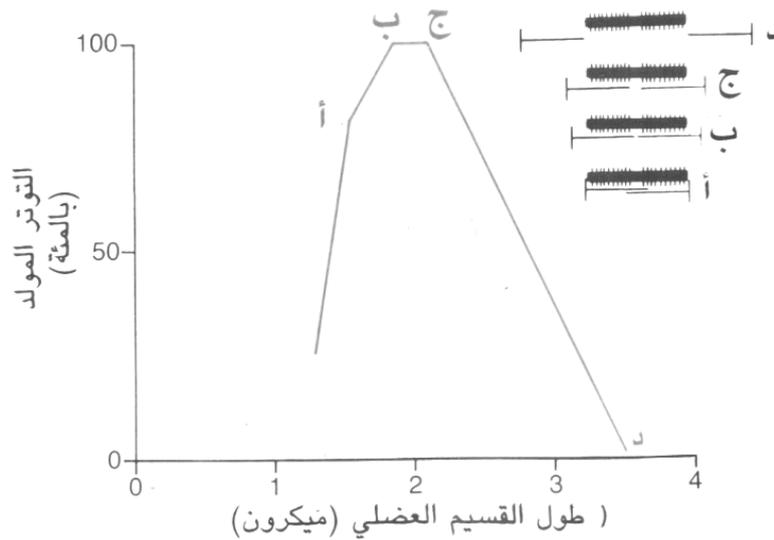 ب ج
100
أ
50
0
د
0 1 2 3 4
التوتر المولد
(بالمئة)
طول القسيم العضلي (ميكرون)
ج
ب
أ